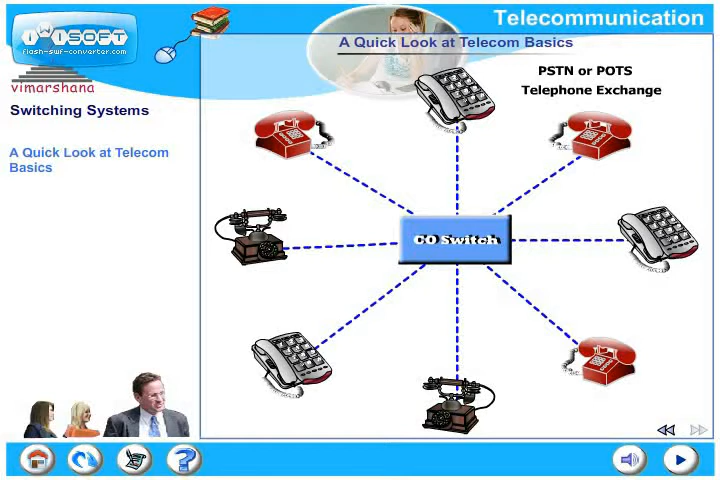 Telecommunication
iWiSOFT
flash-swf-converter.com
vimarshana
Switching Systems
A Quick Look at Telecom
Basics
A Quick Look at Telecom Basics
PSTN or POTS
Telephone Exchange
CO Switch
?